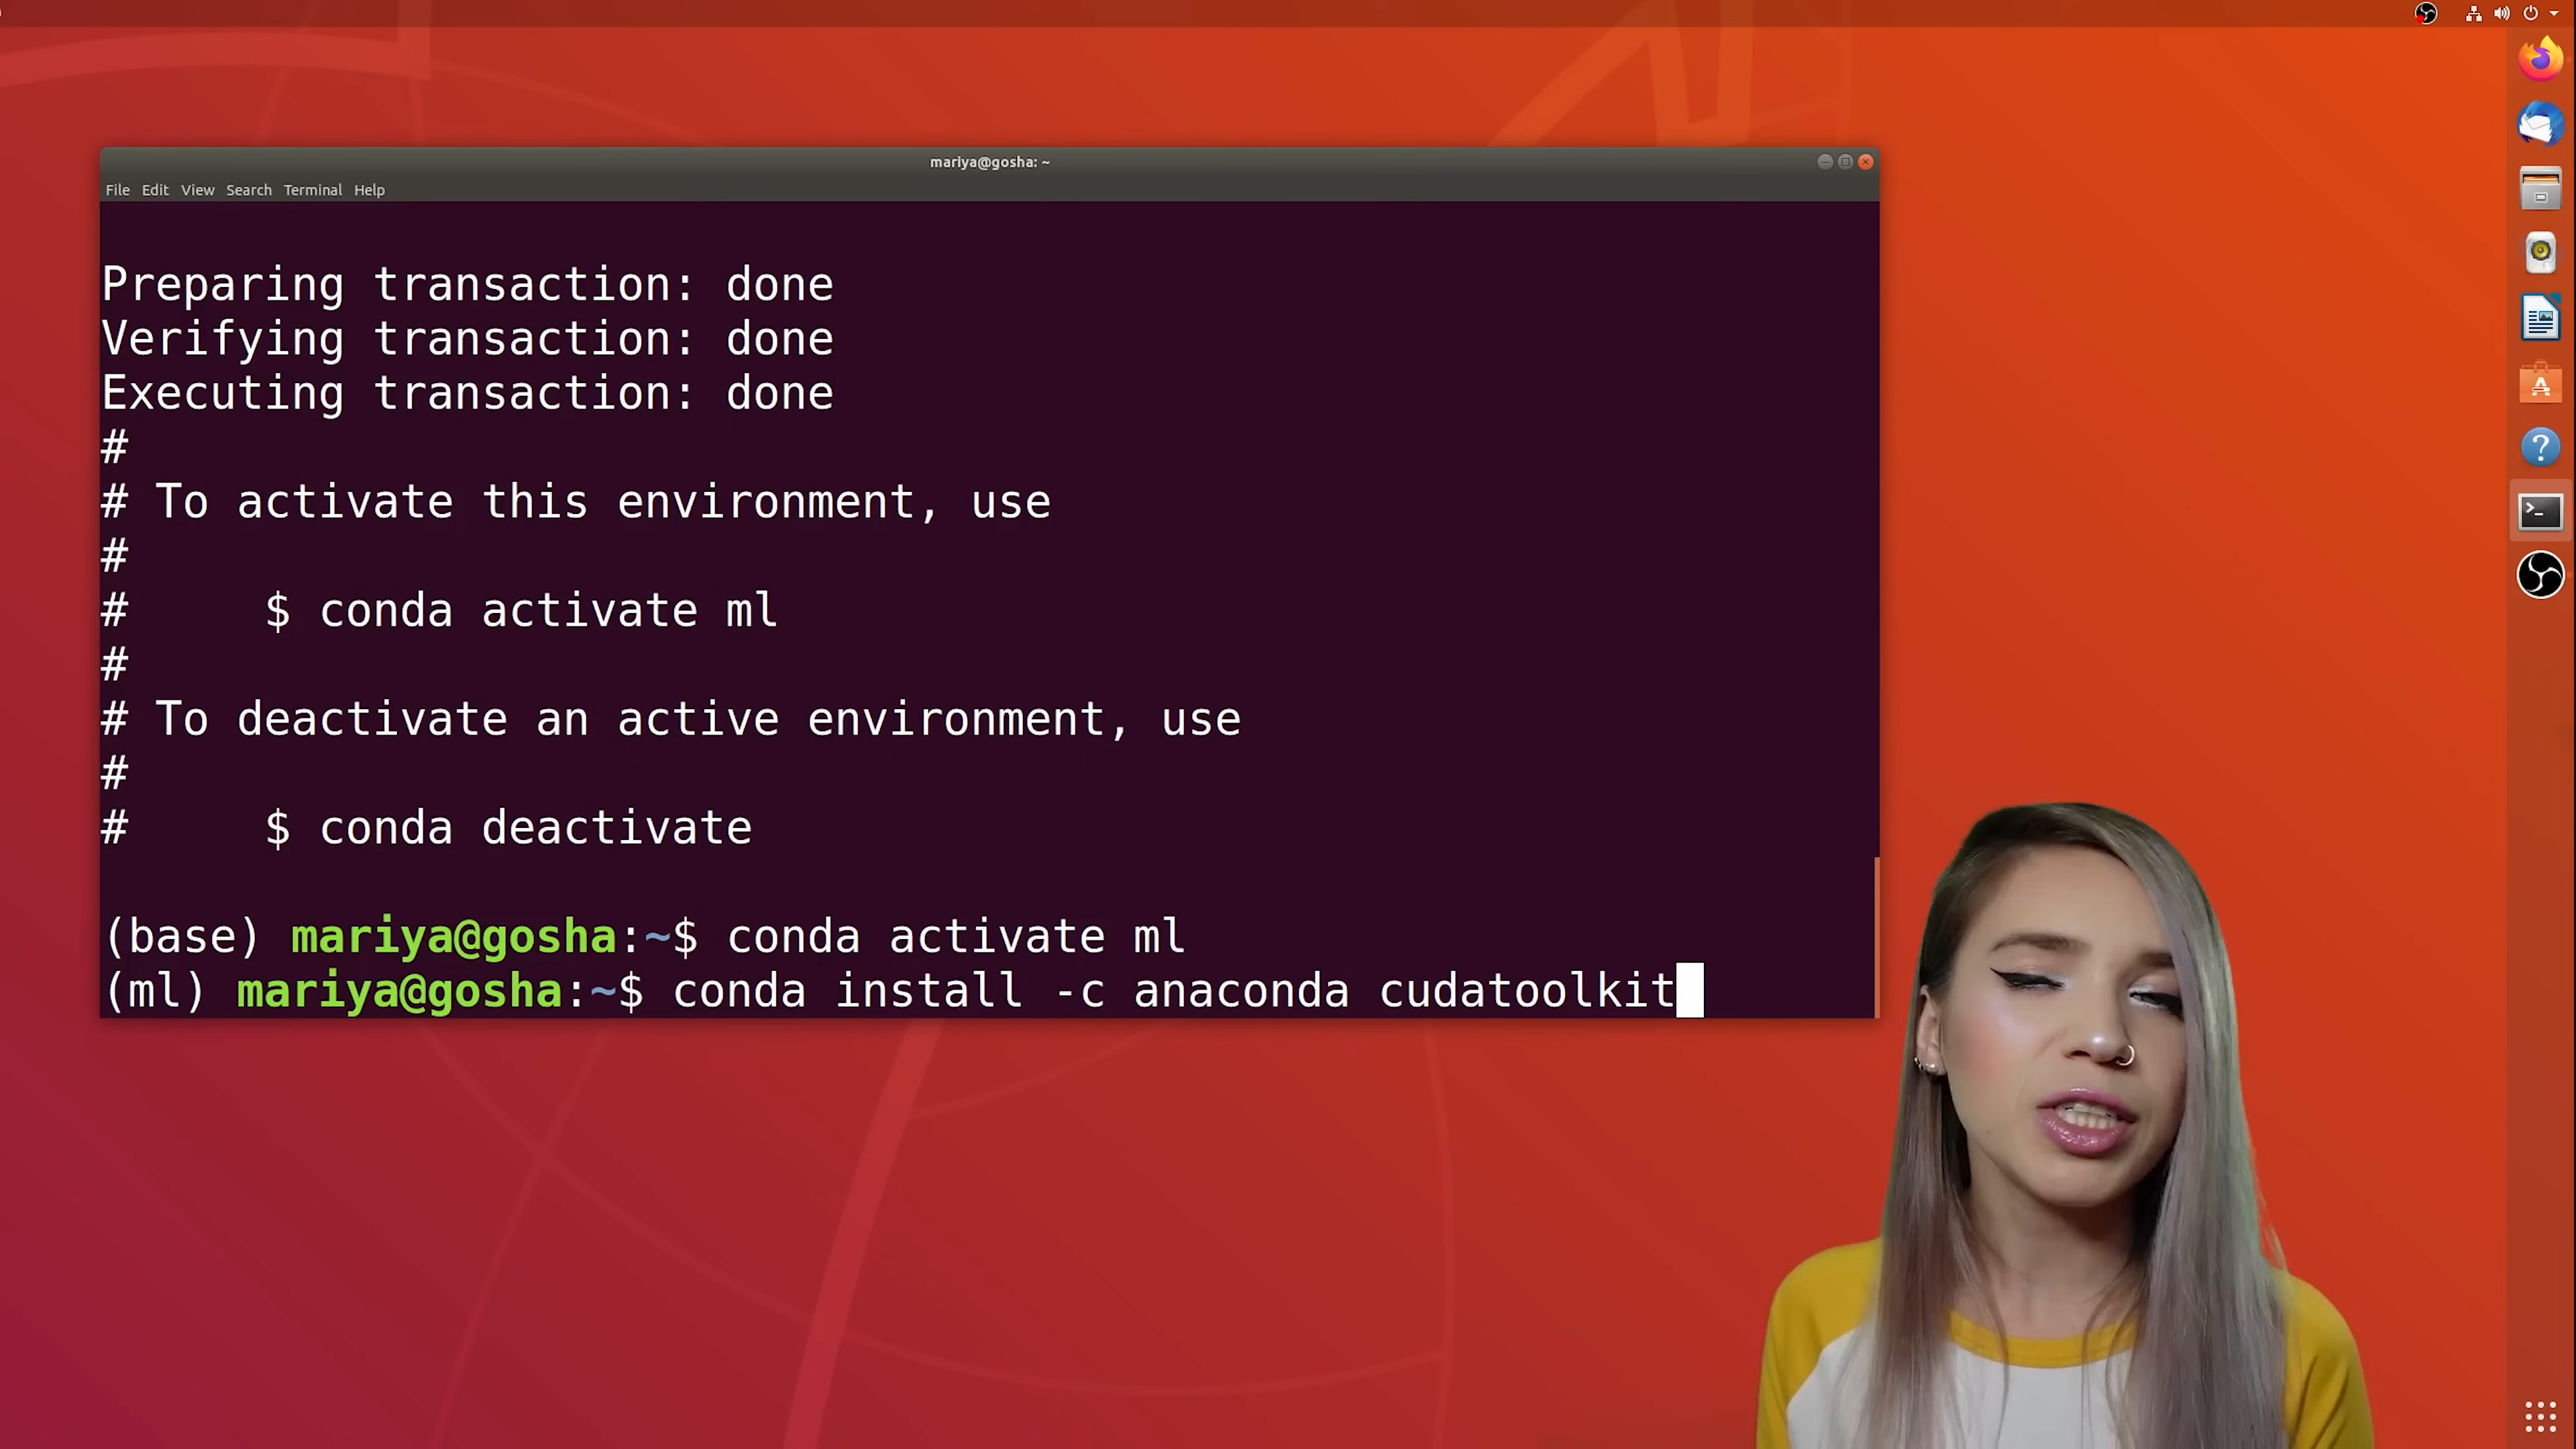 mariya@gosha: ~
File Edit View Search Terminal Help
Preparing transaction: done
Verifying transaction: done
Executing transaction: done
#
# To activate this environment, use
#
# $ conda activate ml
#
# To deactivate an active environment, use
#
# $ conda deactivate
(base) mariya@gosha:~$ conda activate ml
(ml) mariya@gosha:~$ conda install -c anaconda cudatoolkit